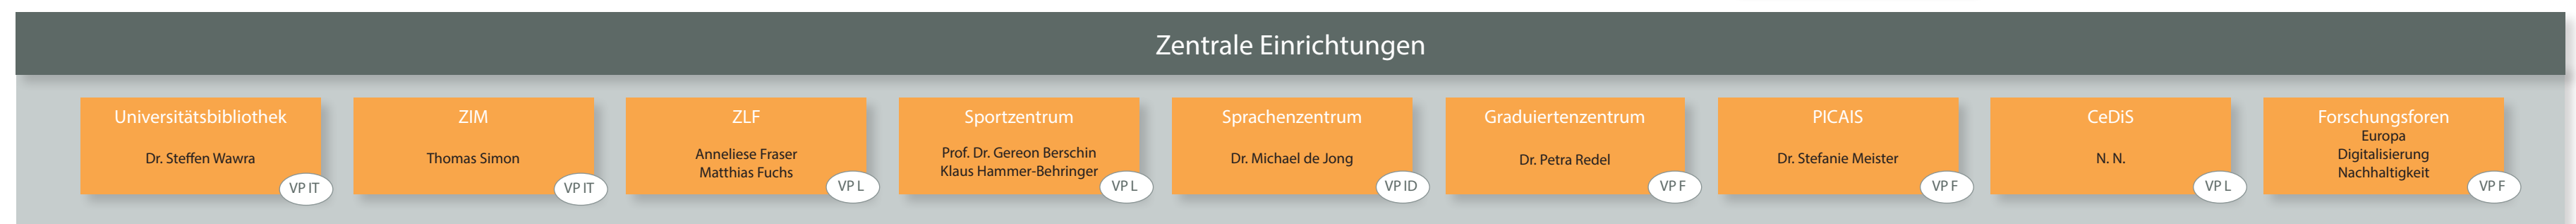 Zentrale Einrichtungen
Universitätsbibliothek
Dr. Steffen Wawra
VP IT
ZIM
Thomas Simon
VP IT
ZLF
Anneliese Fraser
Matthias Fuchs
VP L
Sportzentrum
Prof. Dr. Gereon Berschin
Klaus Hammer-Behringer
VP L
Sprachenzentrum
Dr. Michael de Jong
VP ID
Graduiertenzentrum
Dr. Petra Redel
VP F
PICAIS
Dr. Stefanie Meister
VP F
CeDiS
N. N.
VP L
Forschungsforen
Europa
Digitalisierung
Nachhaltigkeit
VP F